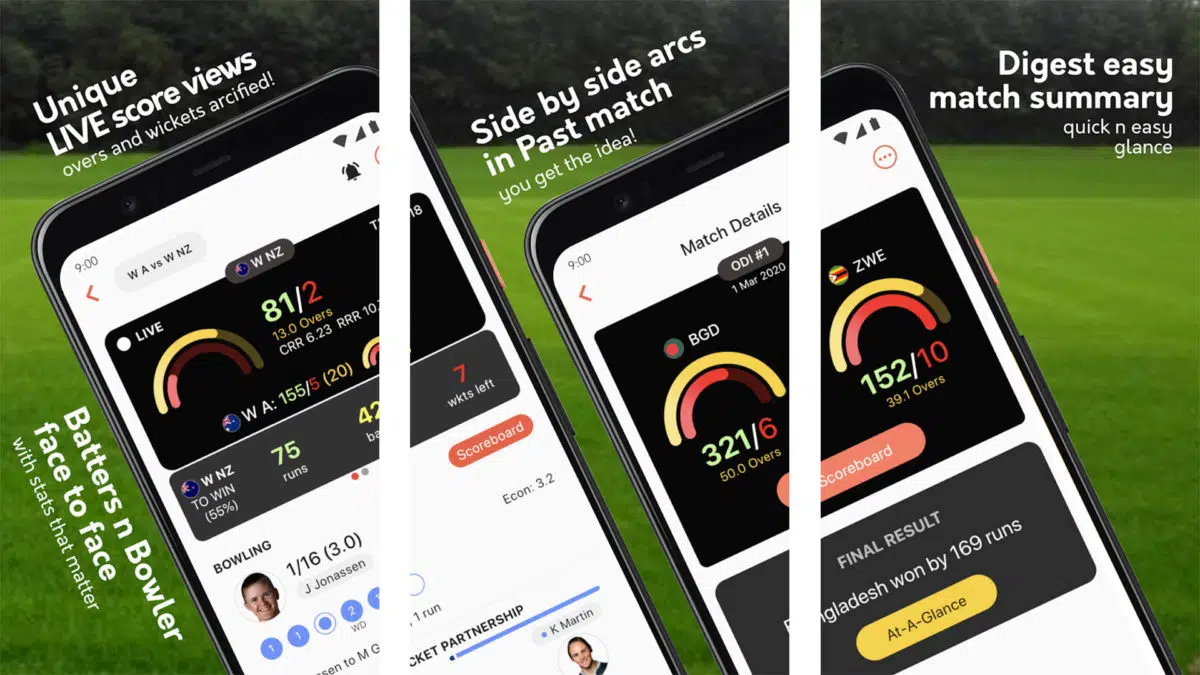 Unique
LIVE score views
overs and wickets arcified!
9:00
W A vs W NZ
W NZ
LIVE
81/2
13.0 Overs
CRR 6.23 RRR 10.
W A: 155/5 (20)
W NZ
TO WIN
(55%)
75
runs
42
BOWLING
1/16 (3.0)
J Jonassen
1
1
2
1
WD
Batters n Bowler
face to face
with stats that matter
Side by side arcs
in Past match
you get the idea!
18
7
wkts left
Scoreboard
Econ: 3.2
1 run
CKET PARTNERSHIP
K Martin
9:00
Match Details
ODI #1
1 Mar 2020
BGD
321/6
50.0 Overs
Digest easy
match summary
quick n easy
glance
ZWE
152/10
39.1 Overs
Scoreboard
FINAL RESULT
ngladesh won by 169 runs
At-A-Glance